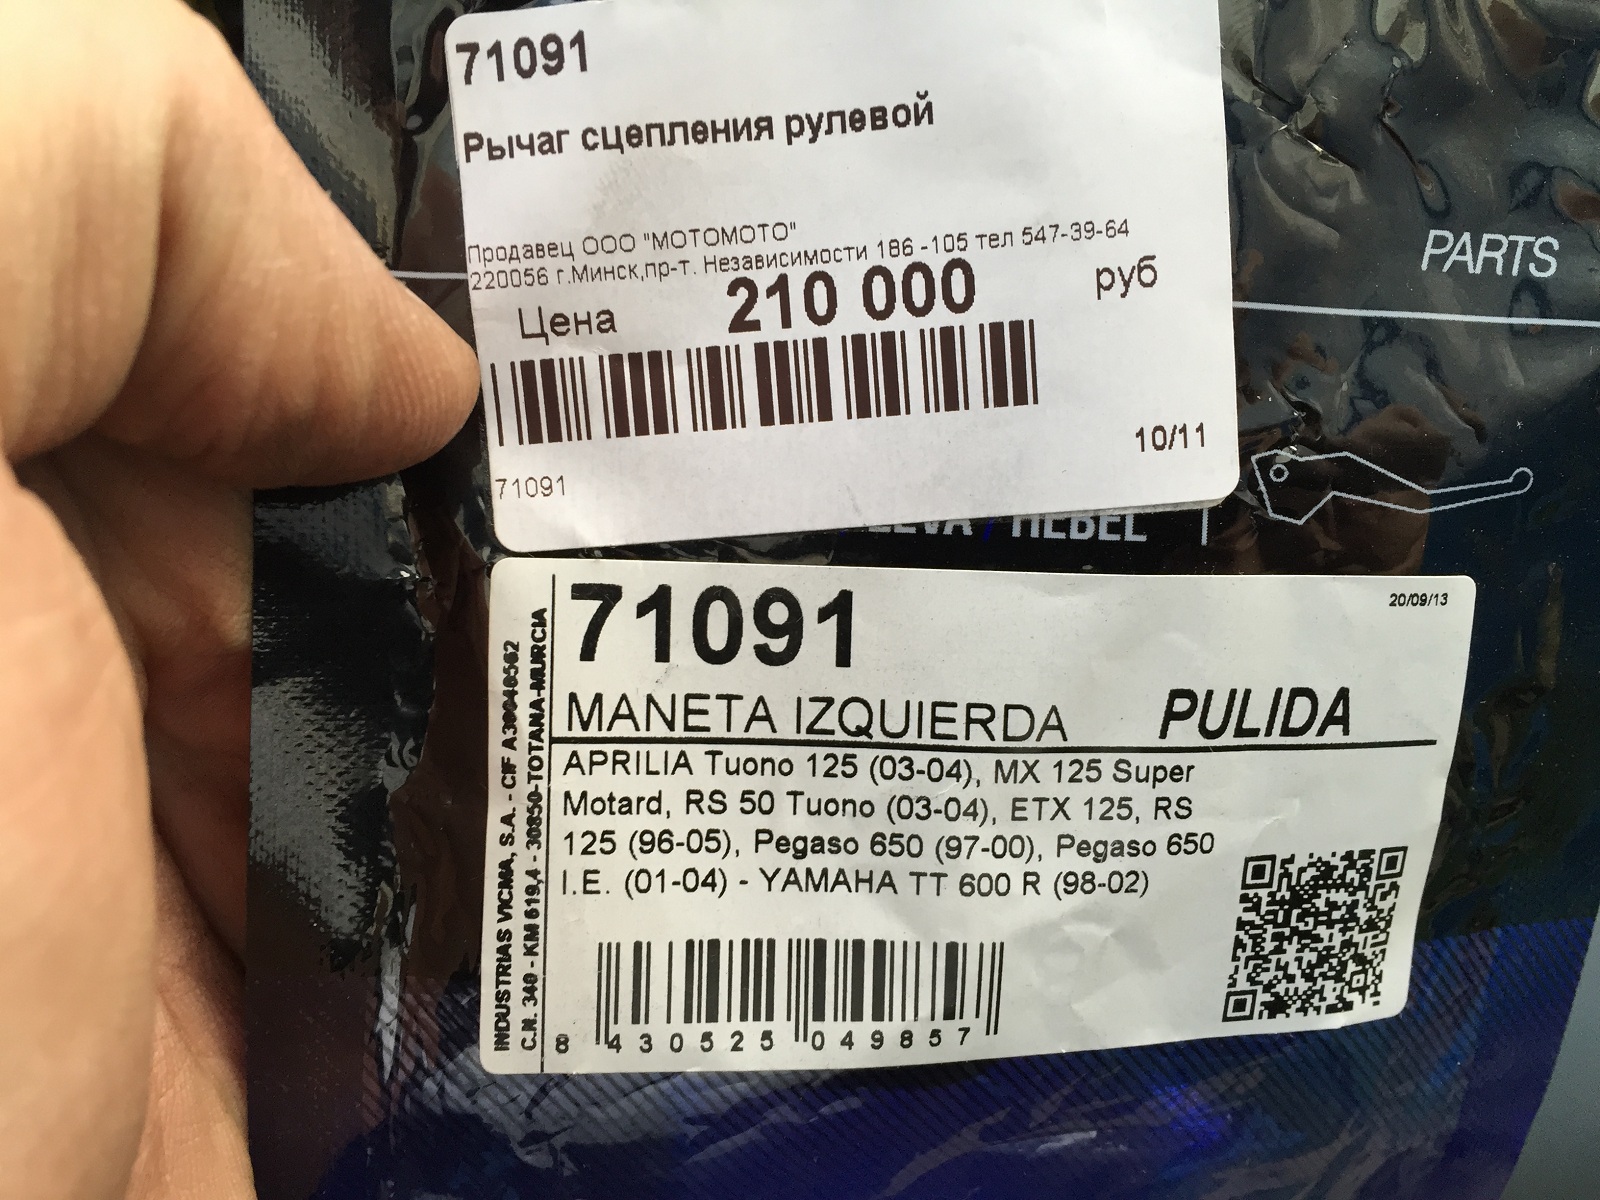 71091
Рычаг сцепления рулевой
Продавец ООО "МОТОМОТО"
220056 г.Минск,пр-т. Независимости 186 -105 тел 547-39-64
Цена 210 000 руб
10/11
71091
PARTS
HEBEL
71091
20/09/13
MANETA IZQUIERDA PULIDA
APRILIA Tuono 125 (03-04), MX 125 Super
Motard, RS 50 Tuono (03-04), ETX 125, RS
125 (96-05), Pegaso 650 (97-00), Pegaso 650
I.E. (01-04) - YAMAHA TT 600 R (98-02)
8 430525 049857
INDUSTRIAS VICMA, S.A. - CIF A30040562
C.N. 340 - KM 619,4 - 30850-TOTANA-MURCIA